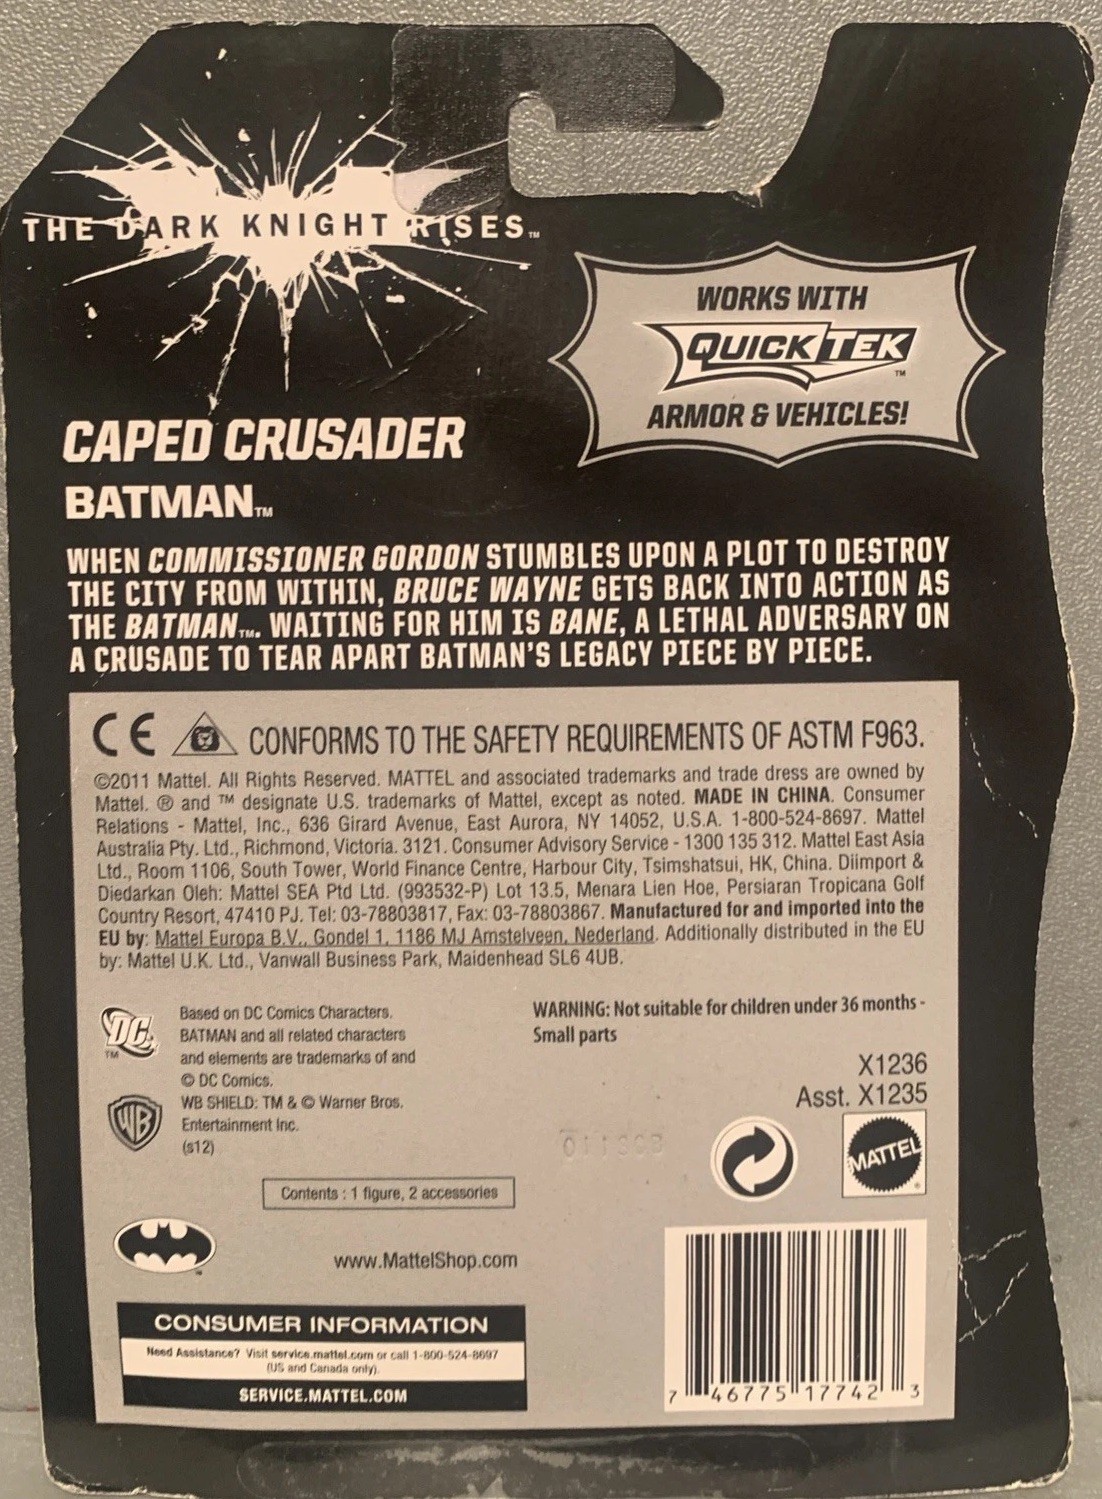 THE DARK KNIGHT RISES™
WORKS WITH
QUICKTEK™
ARMOR & VEHICLES!
CAPED CRUSADER
BATMAN™
WHEN COMMISSIONER GORDON STUMBLES UPON A PLOT TO DESTROY
THE CITY FROM WITHIN, BRUCE WAYNE GETS BACK INTO ACTION AS
THE BATMAN™. WAITING FOR HIM IS BANE, A LETHAL ADVERSARY ON
A CRUSADE TO TEAR APART BATMAN'S LEGACY PIECE BY PIECE.
CE CONFORMS TO THE SAFETY REQUIREMENTS OF ASTM F963.
©2011 Mattel. All Rights Reserved. MATTEL and associated trademarks and trade dress are owned by
Mattel. ® and ™ designate U.S. trademarks of Mattel, except as noted. MADE IN CHINA. Consumer
Relations - Mattel, Inc., 636 Girard Avenue, East Aurora, NY 14052, U.S.A. 1-800-524-8697. Mattel
Australia Pty. Ltd., Richmond, Victoria. 3121. Consumer Advisory Service - 1300 135 312. Mattel East Asia
Ltd., Room 1106, South Tower, World Finance Centre, Harbour City, Tsimshatsui, HK, China. Diimport &
Diedarkan Oleh: Mattel SEA Ptd Ltd. (993532-P) Lot 13.5, Menara Lien Hoe, Persiaran Tropicana Golf
Country Resort, 47410 PJ. Tel: 03-78803817, Fax: 03-78803867. Manufactured for and imported into the
EU by: Mattel Europa B.V., Gondel 1, 1186 MJ Amstelveen, Nederland. Additionally distributed in the EU
by: Mattel U.K. Ltd., Vanwall Business Park, Maidenhead SL6 4UB.
DC™
Based on DC Comics Characters.
BATMAN and all related characters
and elements are trademarks of and
© DC Comics.
WB
WB SHIELD: TM & © Warner Bros.
Entertainment Inc.
(s12)
WARNING: Not suitable for children under 36 months -
Small parts
X1236
Asst. X1235
MATTEL®
Contents : 1 figure, 2 accessories
www.MattelShop.com
CONSUMER INFORMATION
Need Assistance? Visit service.mattel.com or call 1-800-524-8697
(US and Canada only).
SERVICE.MATTEL.COM
7 46775 17742 3